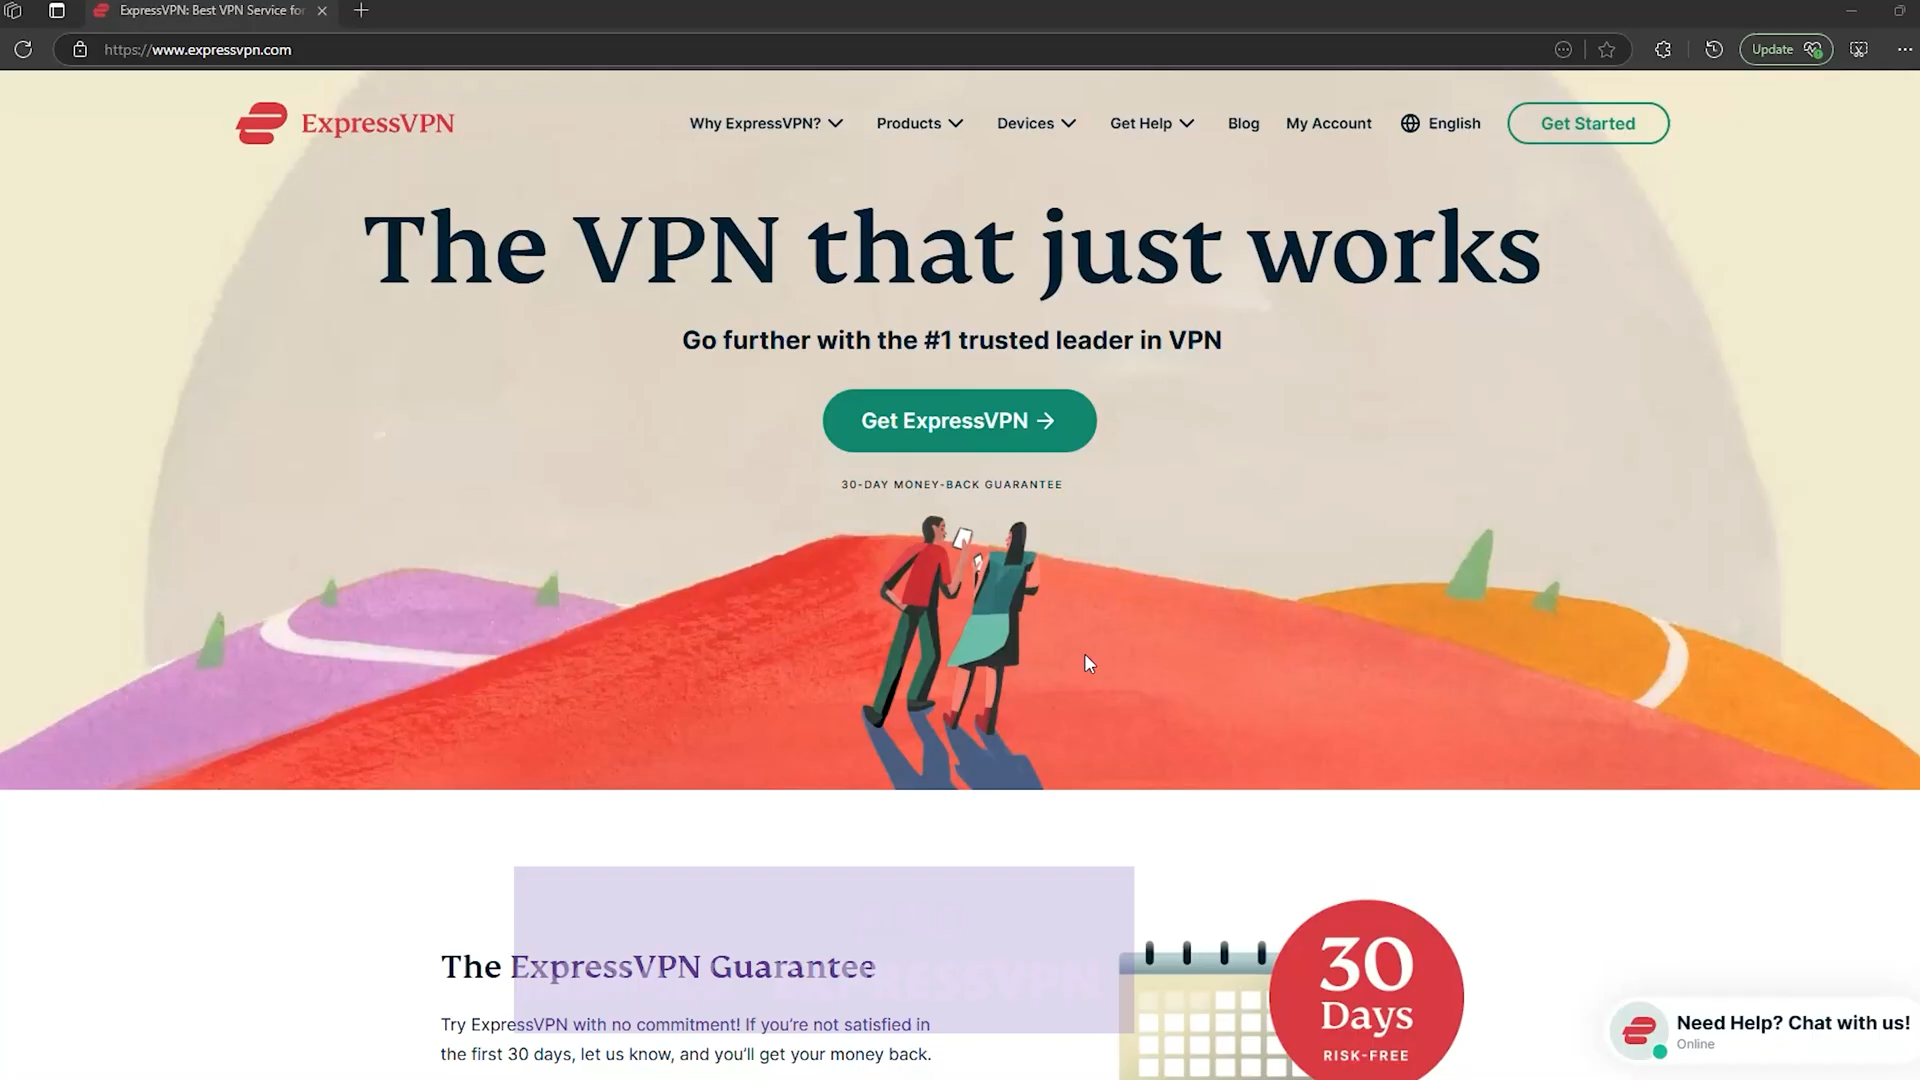 ExpressVPN: Best VPN Service for
https://www.expressvpn.com
Update
ExpressVPN
Why ExpressVPN?
Products
Devices
Get Help
Blog
My Account
English
Get Started
The VPN that just works
Go further with the #1 trusted leader in VPN
Get ExpressVPN →
30-DAY MONEY-BACK GUARANTEE
The ExpressVPN Guarantee
EXPRESSVPN
Try ExpressVPN with no commitment! If you're not satisfied in
the first 30 days, let us know, and you'll get your money back.
30
Days
RISK-FREE
Need Help? Chat with us!
Online